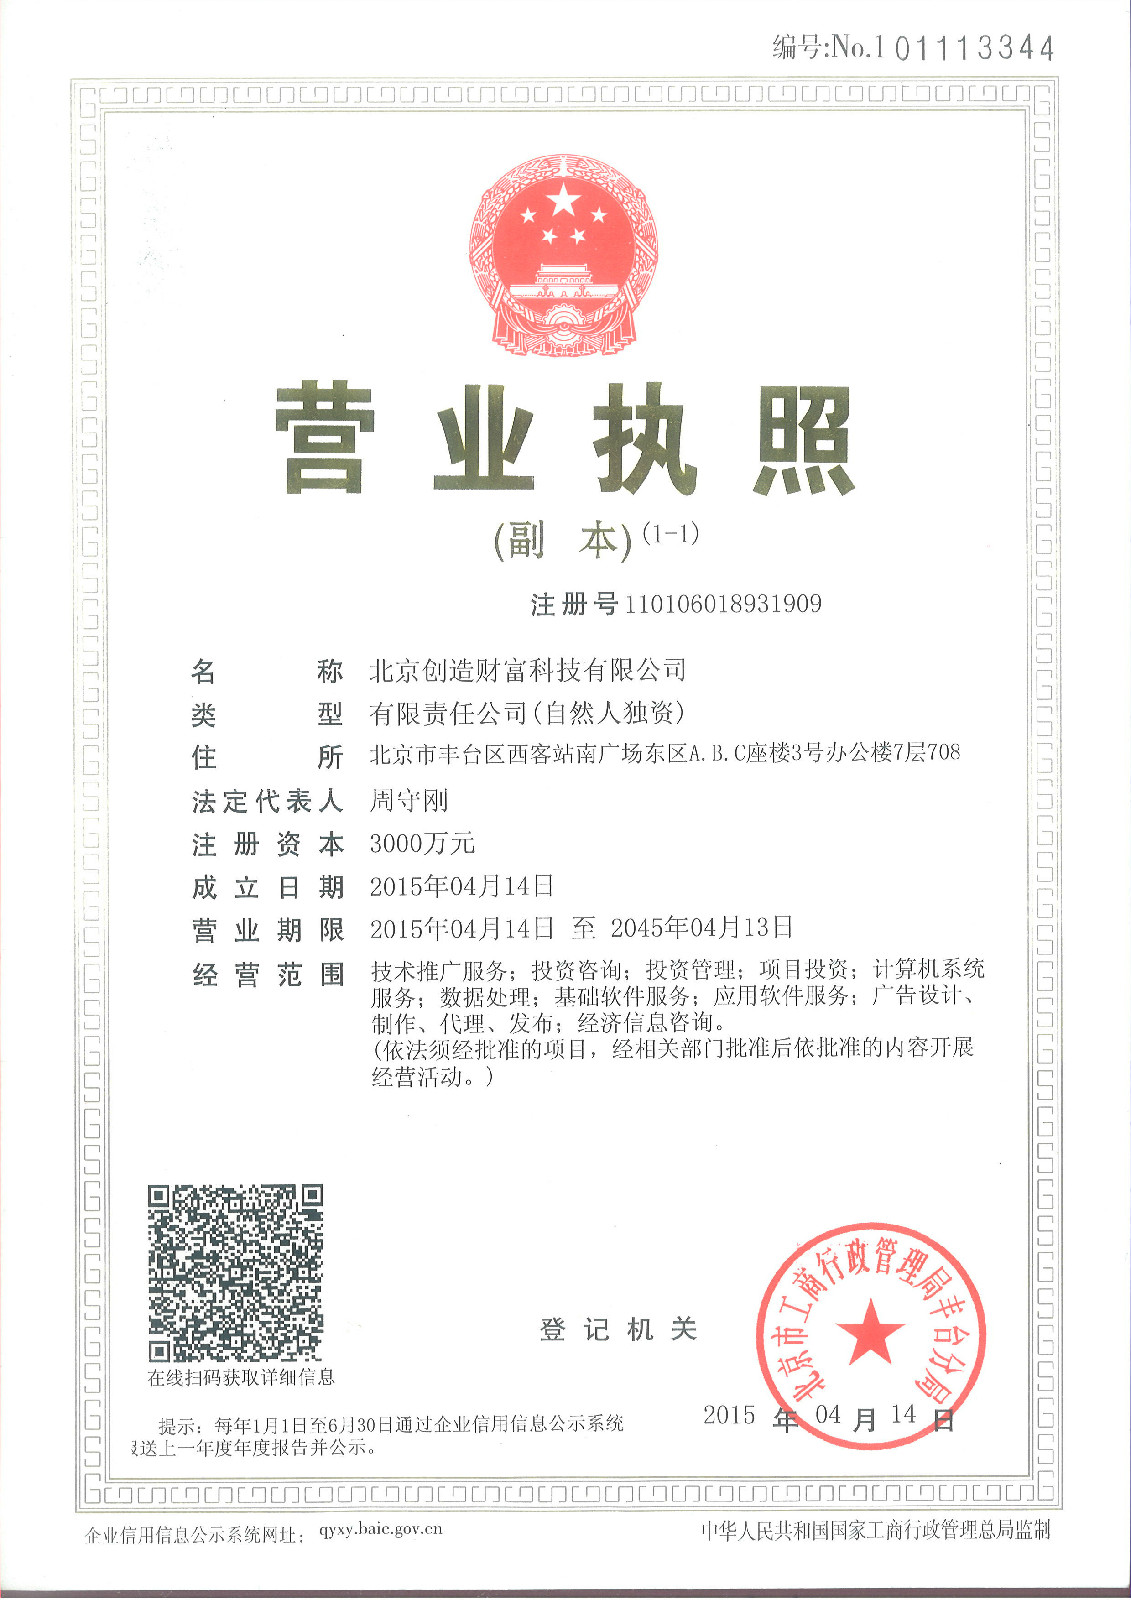 编号:No.1 01113344
营业执照
(副 本)(1-1)
注册号110106018931909
名 称 北京创造财富科技有限公司
类 型 有限责任公司(自然人独资)
住 所 北京市丰台区西客站南广场东区A.B.C座楼3号办公楼7层708
法定代表人 周守刚
注册资本 3000万元
成立日期 2015年04月14日
营业期限 2015年04月14日 至 2045年04月13日
经营范围 技术推广服务；投资咨询；投资管理；项目投资；计算机系统
服务；数据处理；基础软件服务；应用软件服务；广告设计、
制作、代理、发布；经济信息咨询。
(依法须经批准的项目，经相关部门批准后依批准的内容开展
经营活动。)
在线扫码获取详细信息
登记机关
北京市工商行政管理局丰台分局
2015 年 04 月 14 日
提示：每年1月1日至6月30日通过企业信用信息公示系统
送上一年度年度报告并公示。
企业信用信息公示系统网址： qyxy.baic.gov.cn
中华人民共和国国家工商行政管理总局监制